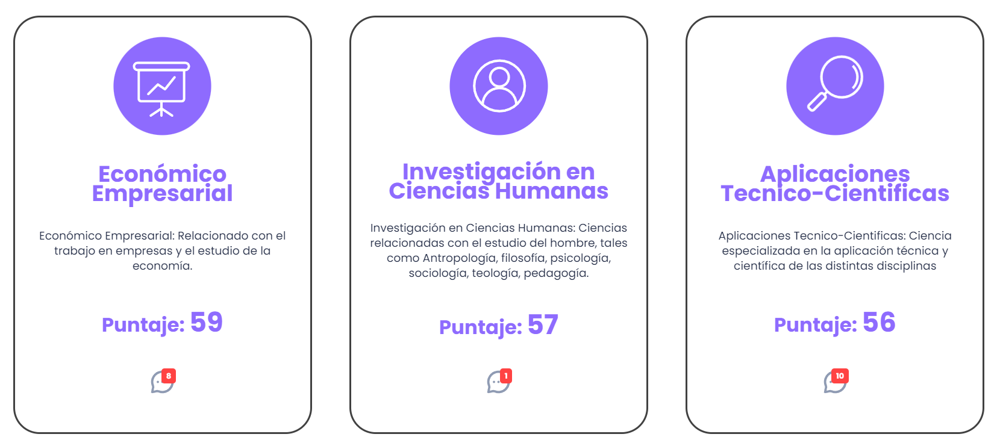 Económico
Empresarial
Económico Empresarial: Relacionado con el
trabajo en empresas y el estudio de la
economía.
Puntaje: 59
8
Investigación en
Ciencias Humanas
Investigación en Ciencias Humanas: Ciencias
relacionadas con el estudio del hombre, tales
como Antropología, filosofía, psicología,
sociología, teología, pedagogía.
Puntaje: 57
1
Aplicaciones
Tecnico-Cientificas
Aplicaciones Tecnico-Cientificas: Ciencia
especializada en la aplicación técnica y
científica de las distintas disciplinas
Puntaje: 56
10